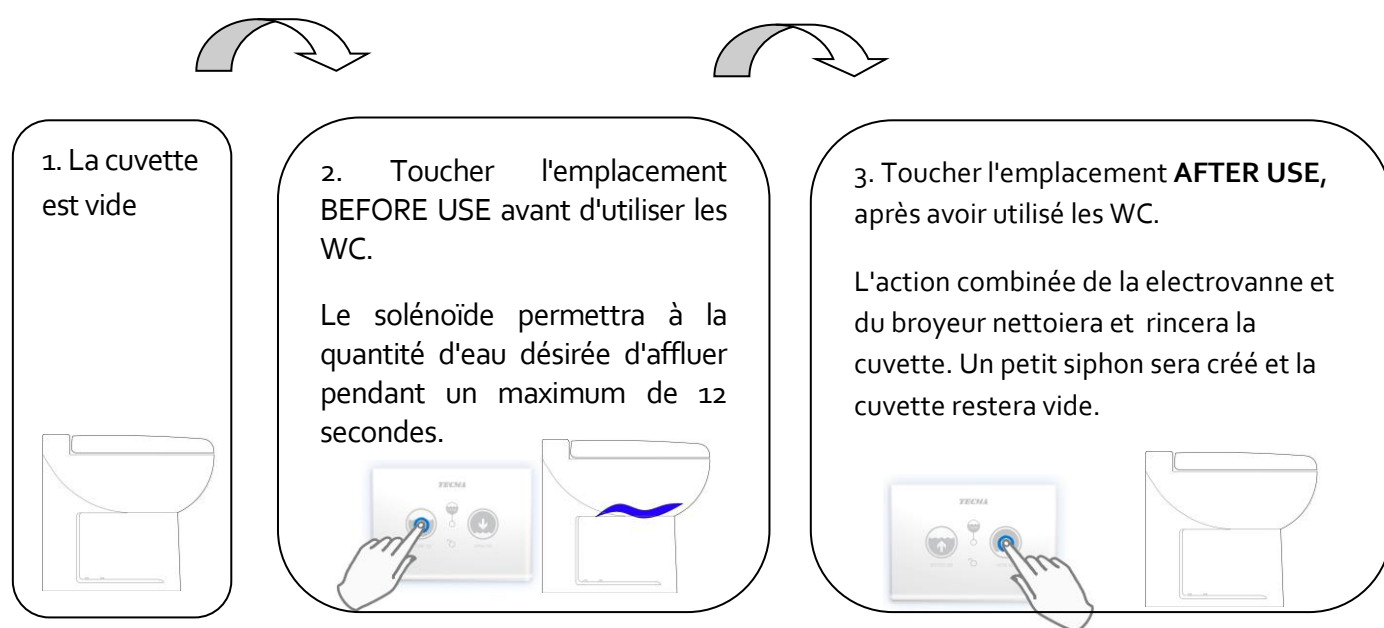 1. La cuvette
est vide
2. Toucher l'emplacement
BEFORE USE avant d'utiliser les
WC.
Le solénoïde permettra à la
quantité d'eau désirée d'affluer
pendant un maximum de 12
secondes.
TECMA
3. Toucher l'emplacement AFTER USE,
après avoir utilisé les WC.
L'action combinée de la electrovanne et
du broyeur nettoiera et rincera la
cuvette. Un petit siphon sera créé et la
cuvette restera vide.
TECMA